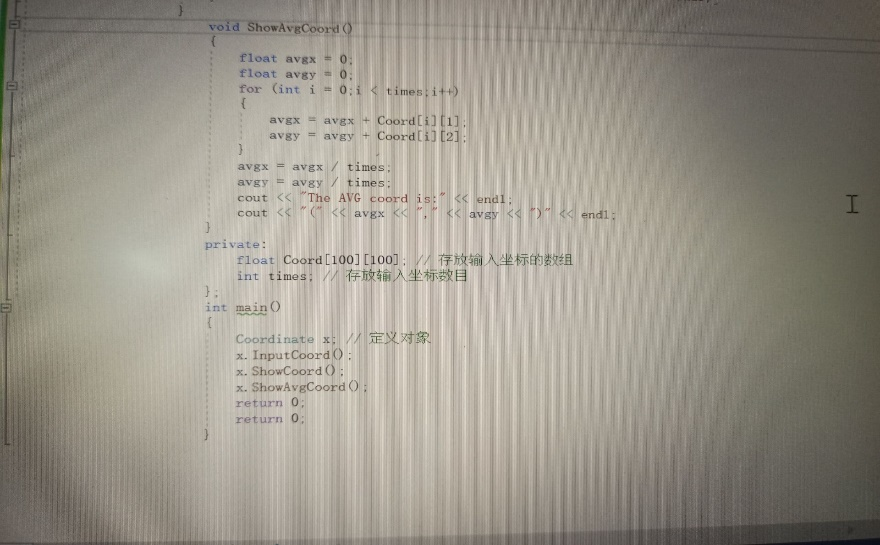 }
void ShowAvgCoord()
{
float avgx = 0;
float avgy = 0;
for (int i = 0;i < times;i++)
{
avgx = avgx + Coord[i][1];
avgy = avgy + Coord[i][2];
}
avgx = avgx / times;
avgy = avgy / times;
cout << "The AVG coord is:" << endl;
cout << "(" << avgx << "," << avgy << ")" << endl;
}
private:
float Coord[100][100]; // 存放输入坐标的数组
int times; // 存放输入坐标数目
};
int main()
{
Coordinate x; // 定义对象
x.InputCoord();
x.ShowCoord();
x.ShowAvgCoord();
return 0;
return 0;
}